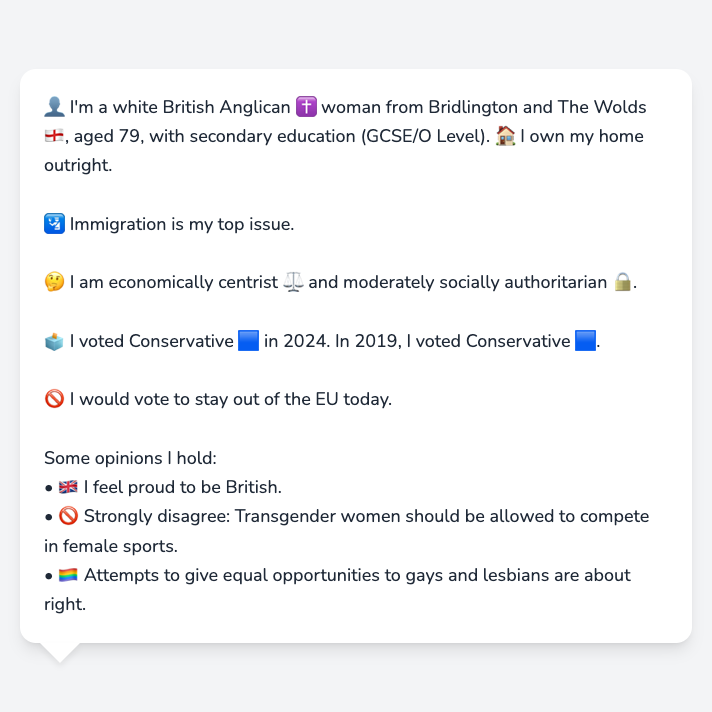 👤 I'm a white British Anglican ✝️ woman from Bridlington and The Wolds
🏴󠁧󠁢󠁥󠁮󠁧󠁿, aged 79, with secondary education (GCSE/O Level). 🏠 I own my home
outright.
🛂 Immigration is my top issue.
🤔 I am economically centrist ⚖️ and moderately socially authoritarian 🔒.
🗳️ I voted Conservative 🟦 in 2024. In 2019, I voted Conservative 🟦.
🚫 I would vote to stay out of the EU today.
Some opinions I hold:
• 🇬🇧 I feel proud to be British.
• 🚫 Strongly disagree: Transgender women should be allowed to compete
in female sports.
• 🏳️‍🌈 Attempts to give equal opportunities to gays and lesbians are about
right.